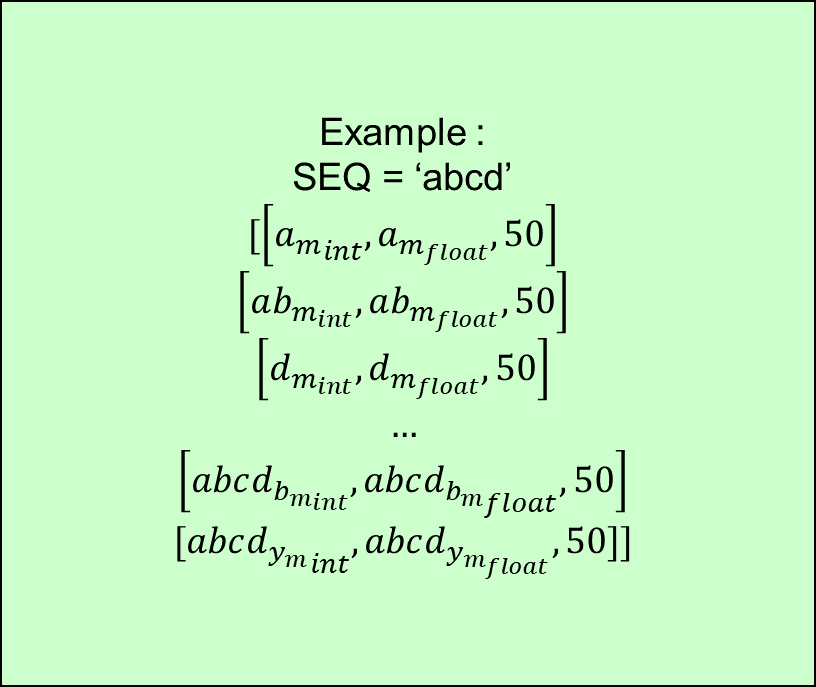 Example :
SEQ = ‘abcd’
[[a_{m_{int}}, a_{m_{float}}, 50]
[ab_{m_{int}}, ab_{m_{float}}, 50]
[d_{m_{int}}, d_{m_{float}}, 50]
...
[abcd_{b_{m_{int}}}, abcd_{b_{m_{float}}}, 50]
[abcd_{y_{m_{int}}}, abcd_{y_{m_{float}}}, 50]]